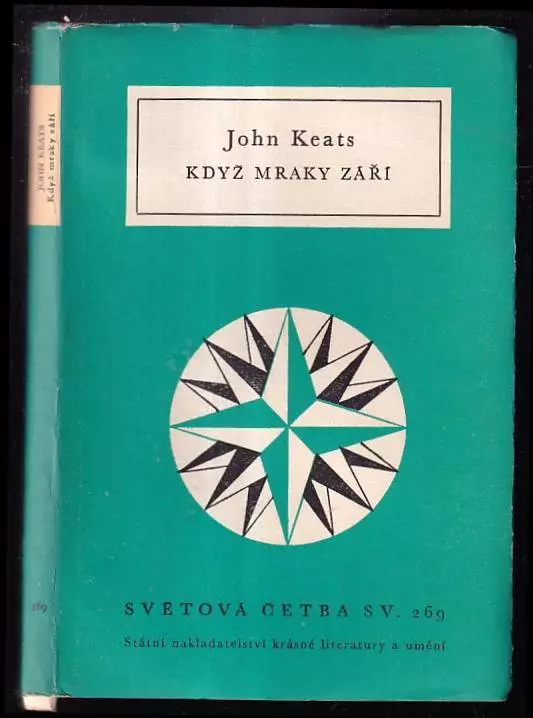 John Keats
KDYŽ MRAKY ZÁŘÍ
JOHN KEATS
Když mraky září
269
SVĚTOVÁ ČETBA SV. 269
Státní nakladatelství krásné literatury a umění